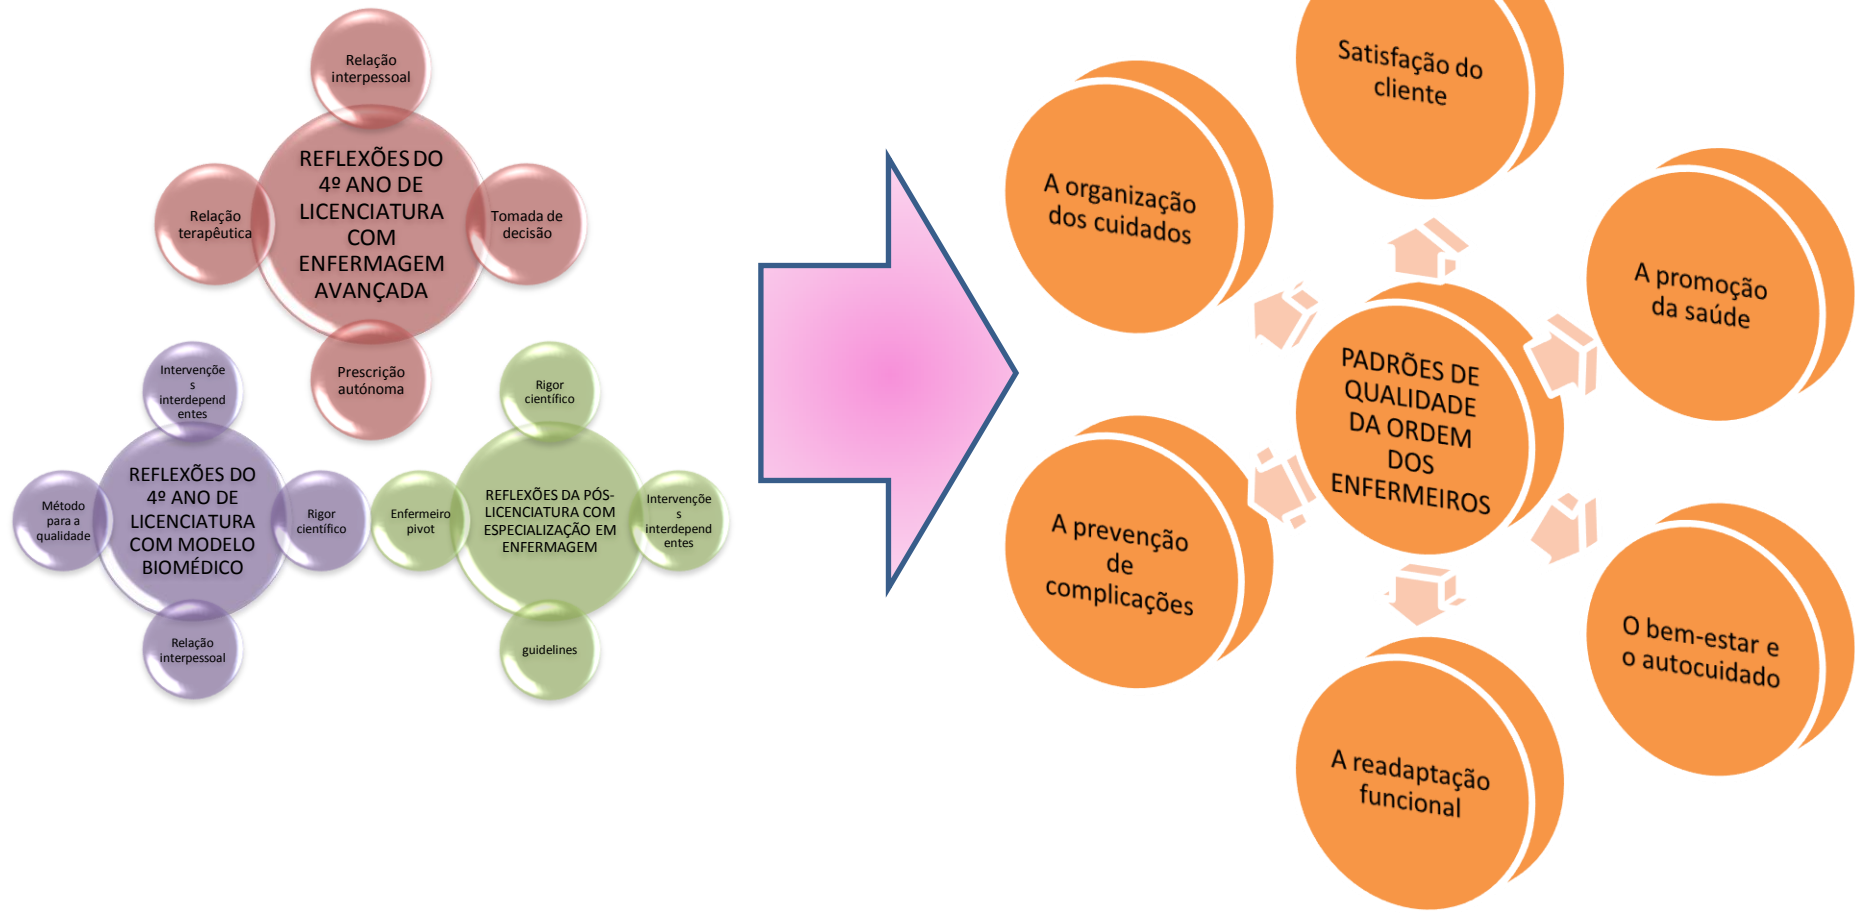 Relação
interpessoal
REFLEXÕES DO
4º ANO DE
LICENCIATURA
COM
ENFERMAGEM
AVANÇADA
Relação
terapêutica
Tomada de
decisão
Prescrição
autónoma
Intervençõe
s
interdepend
entes
REFLEXÕES DO
4º ANO DE
LICENCIATURA
COM MODELO
BIOMÉDICO
Método
para a
qualidade
Rigor
científico
Relação
interpessoal
Rigor
científico
REFLEXÕES DA PÓS-
LICENCIATURA COM
ESPECIALIZAÇÃO EM
ENFERMAGEM
Enfermeiro
pivot
Intervençõe
s
interdepend
entes
guidelines
Satisfação do
cliente
A organização
dos cuidados
A promoção
da saúde
PADRÕES DE
QUALIDADE
DA ORDEM
DOS
ENFERMEIROS
A prevenção
de
complicações
O bem-estar e
o autocuidado
A readaptação
funcional